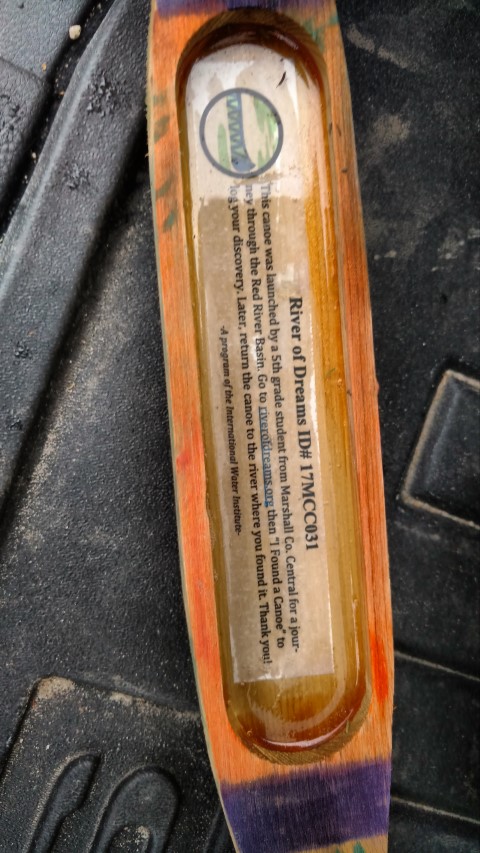 River of Dreams ID# 17MCC031
This canoe was launched by a 5th grade student from Marshall Co. Central for a jour-
ney through the Red River Basin. Go to riverofdreams.org then "I Found a Canoe" to
log your discovery. Later, return the canoe to the river where you found it. Thank you!
-A program of the International Water Institute-